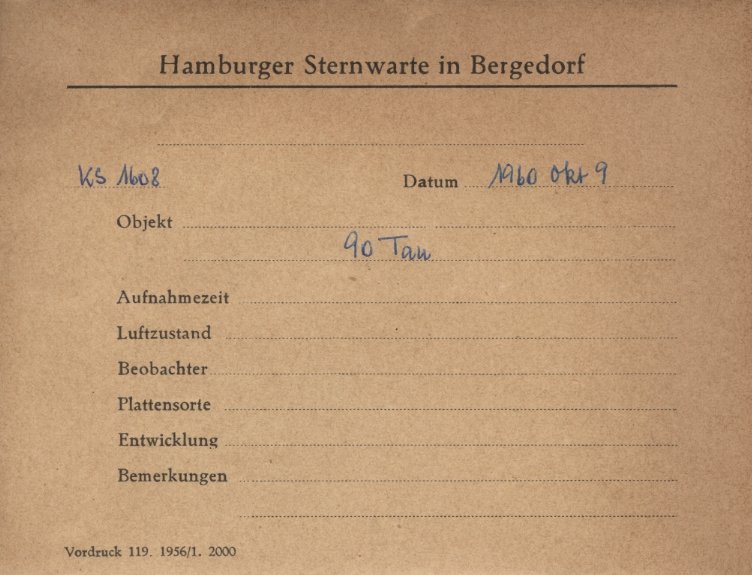 Hamburger Sternwarte in Bergedorf
KS 1608 Datum 1960 Okt 9
Objekt
90 Tau
Aufnahmezeit
Luftzustand
Beobachter
Plattensorte
Entwicklung
Bemerkungen
Vordruck 119. 1956/1. 2000